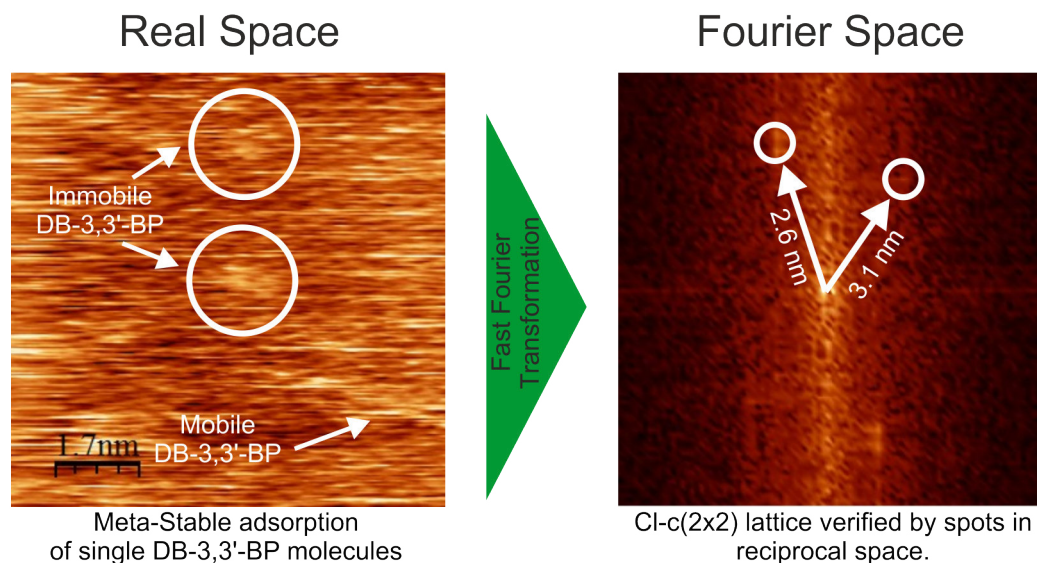 Real Space
Fourier Space
Immobile
DB-3,3'-BP
Mobile
DB-3,3'-BP
1.7nm
Fast Fourier
Transformation
2.6 nm
3.1 nm
Meta-Stable adsorption
of single DB-3,3'-BP molecules
Cl-c(2x2) lattice verified by spots in
reciprocal space.